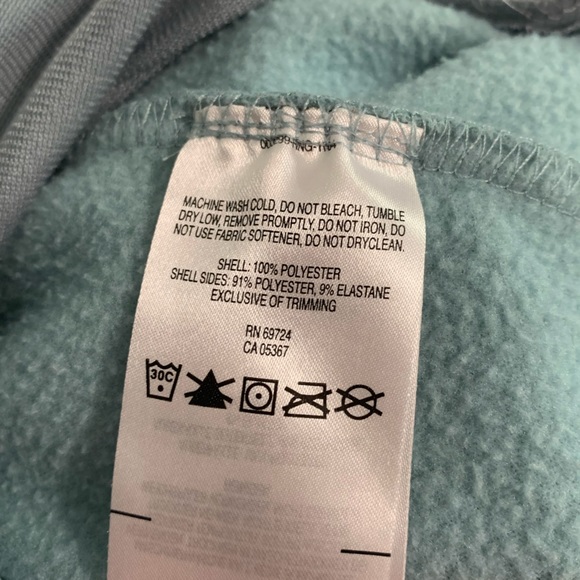 MACHINE WASH COLD, DO NOT BLEACH, TUMBLE
DRY LOW, REMOVE PROMPTLY, DO NOT IRON, DO
NOT USE FABRIC SOFTENER, DO NOT DRYCLEAN.
SHELL: 100% POLYESTER
SHELL SIDES: 91% POLYESTER, 9% ELASTANE
EXCLUSIVE OF TRIMMING
RN 69724
CA 05367
30C